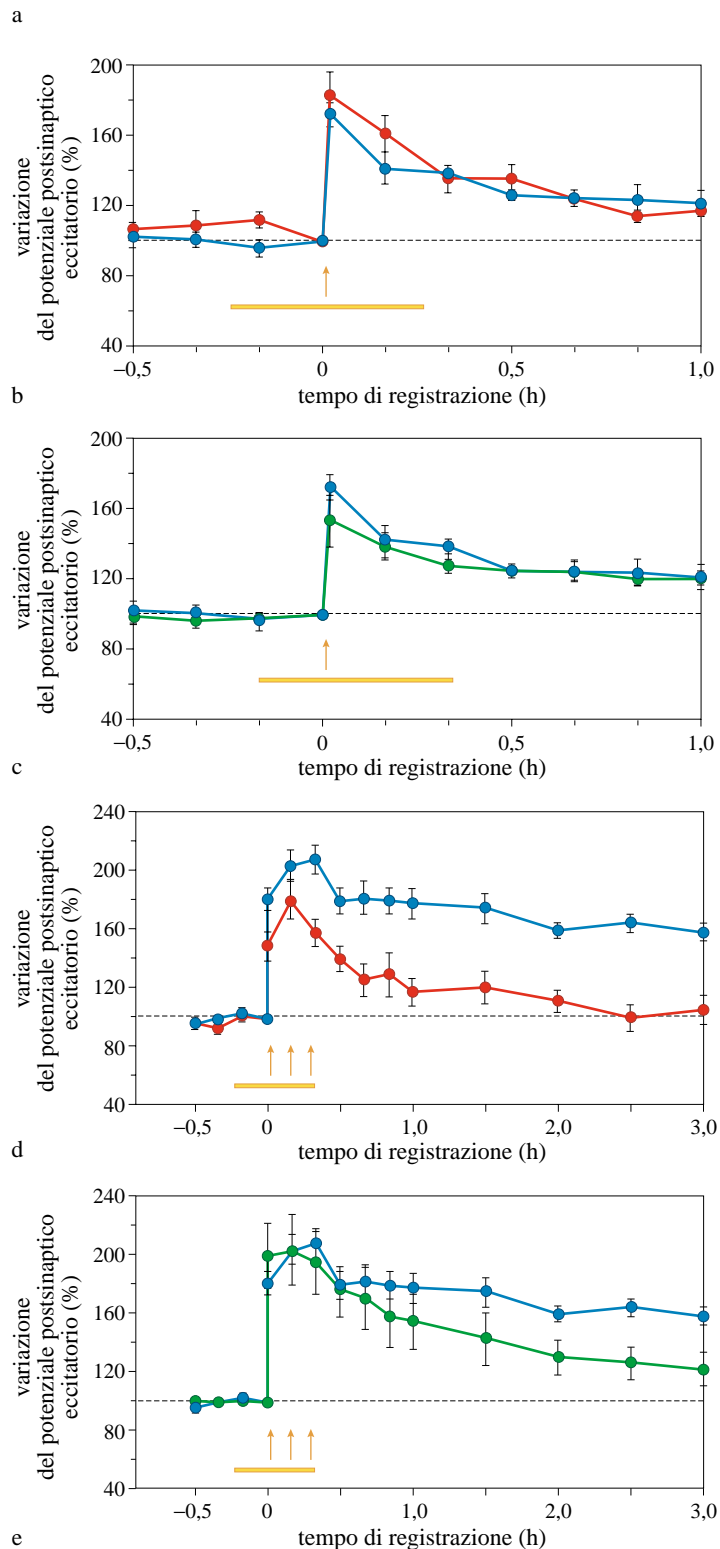 a
200
160
120
80
40
variazione
del potenziale postsinaptico
eccitatorio (%)
−0,5
0
0,5
1,0
tempo di registrazione (h)
b
200
160
120
80
40
variazione
del potenziale postsinaptico
eccitatorio (%)
−0,5
0
0,5
1,0
tempo di registrazione (h)
c
240
200
160
120
80
40
variazione
del potenziale postsinaptico
eccitatorio (%)
−0,5
0
1,0
2,0
3,0
tempo di registrazione (h)
d
240
200
160
120
80
40
variazione
del potenziale postsinaptico
eccitatorio (%)
−0,5
0
1,0
2,0
3,0
tempo di registrazione (h)
e